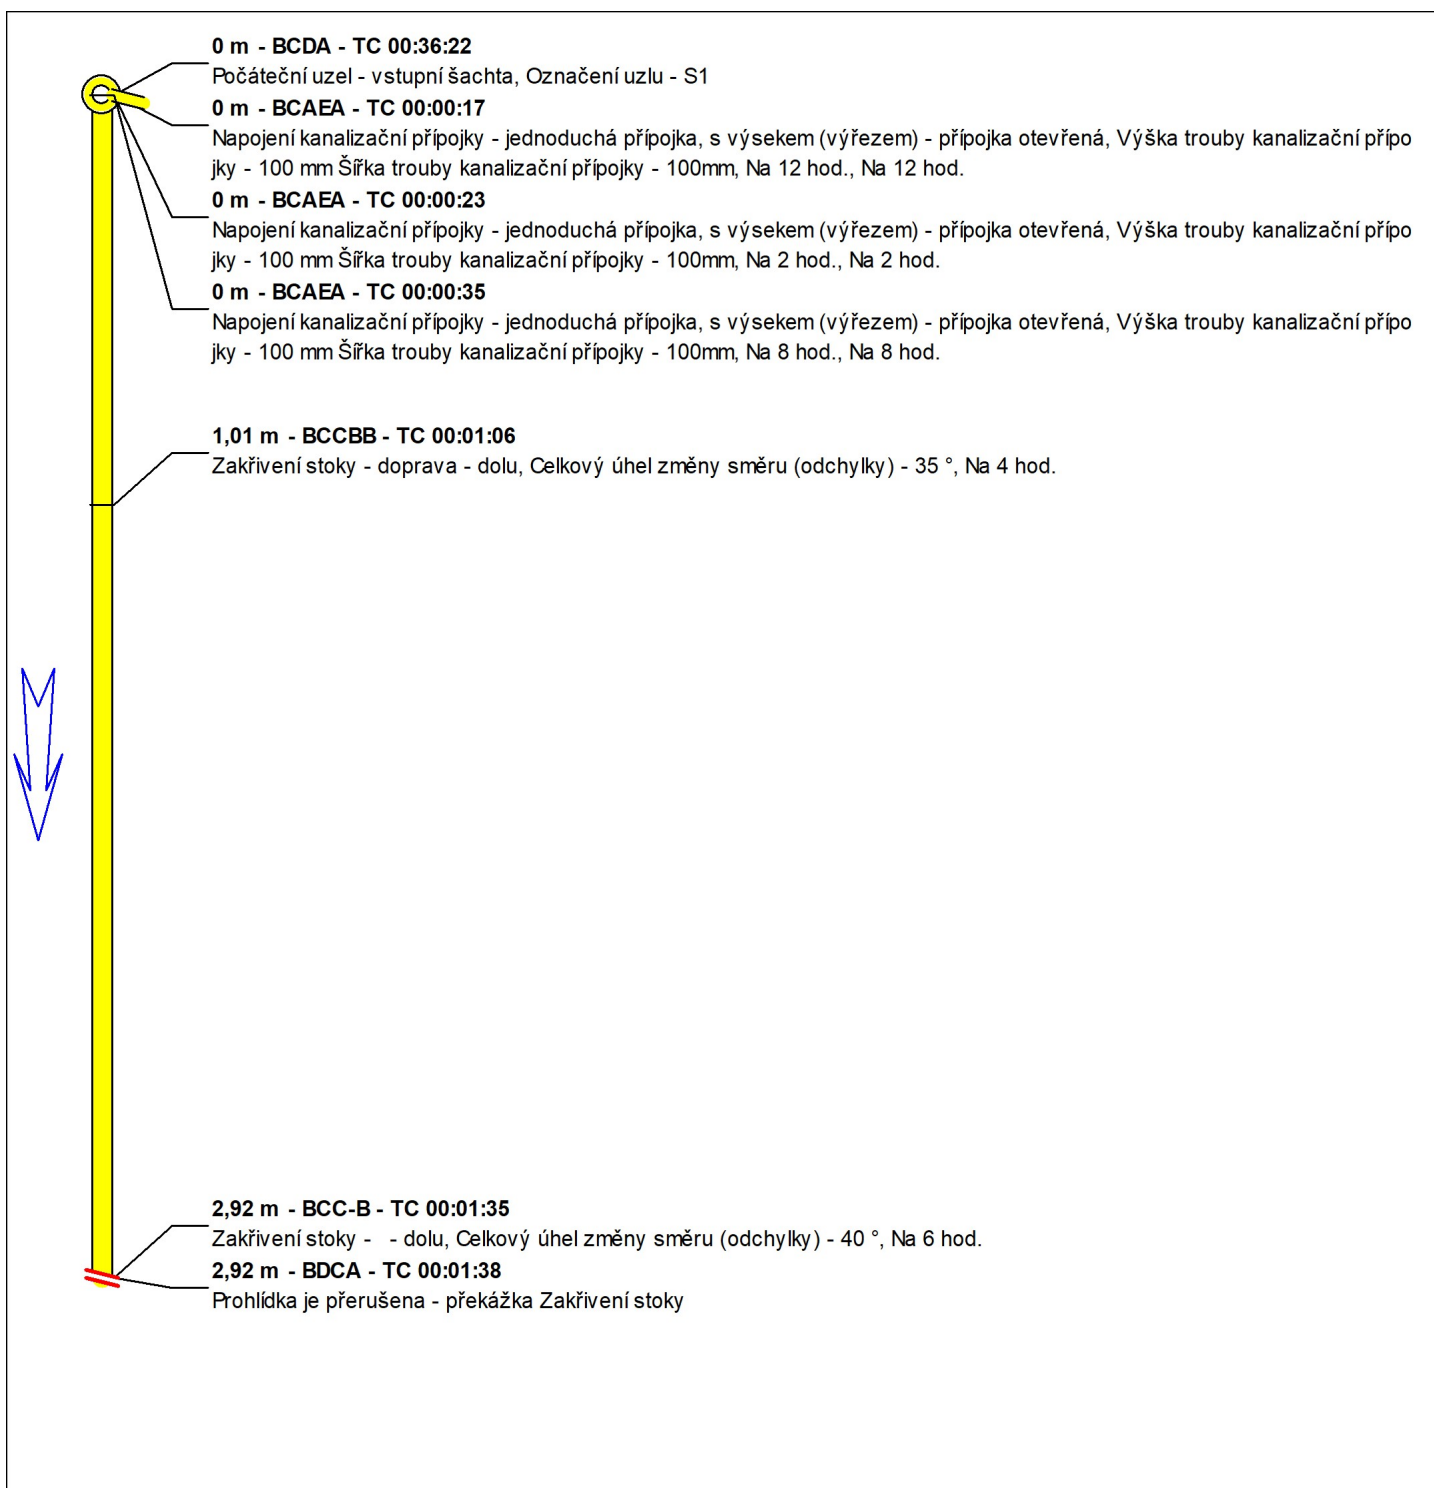 0 m - BCDA - TC 00:36:22
Počáteční uzel - vstupní šachta, Označení uzlu - S1
0 m - BCAEA - TC 00:00:17
Napojení kanalizační přípojky - jednoduchá přípojka, s výsekem (výřezem) - přípojka otevřená, Výška trouby kanalizační přípo
jky - 100 mm Šířka trouby kanalizační přípojky - 100mm, Na 12 hod., Na 12 hod.
0 m - BCAEA - TC 00:00:23
Napojení kanalizační přípojky - jednoduchá přípojka, s výsekem (výřezem) - přípojka otevřená, Výška trouby kanalizační přípo
jky - 100 mm Šířka trouby kanalizační přípojky - 100mm, Na 2 hod., Na 2 hod.
0 m - BCAEA - TC 00:00:35
Napojení kanalizační přípojky - jednoduchá přípojka, s výsekem (výřezem) - přípojka otevřená, Výška trouby kanalizační přípo
jky - 100 mm Šířka trouby kanalizační přípojky - 100mm, Na 8 hod., Na 8 hod.
1,01 m - BCCBB - TC 00:01:06
Zakřivení stoky - doprava - dolu, Celkový úhel změny směru (odchylky) - 35 °, Na 4 hod.
2,92 m - BCC-B - TC 00:01:35
Zakřivení stoky - - dolu, Celkový úhel změny směru (odchylky) - 40 °, Na 6 hod.
2,92 m - BDCA - TC 00:01:38
Prohlídka je přerušena - překážka Zakřivení stoky